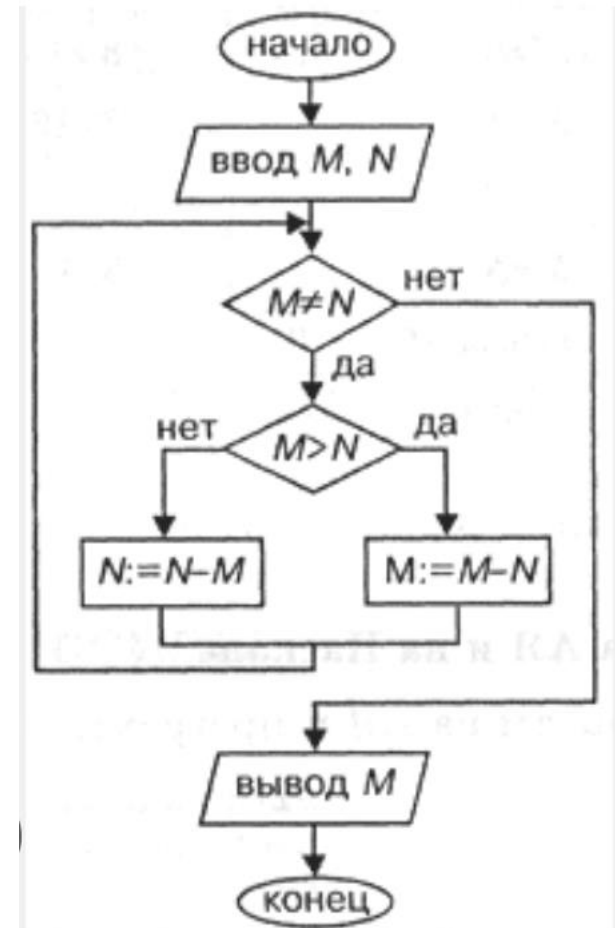 начало
ввод M, N
M≠N
нет
да
M>N
нет
да
N:=N–M
M:=M–N
вывод M
конец